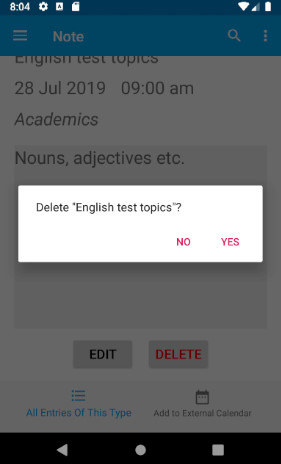 8:04
Note
English test topics
28 Jul 2019 09:00 am
Academics
Nouns, adjectives etc.
Delete "English test topics"?
NO YES
EDIT DELETE
All Entries Of This Type Add to External Calendar